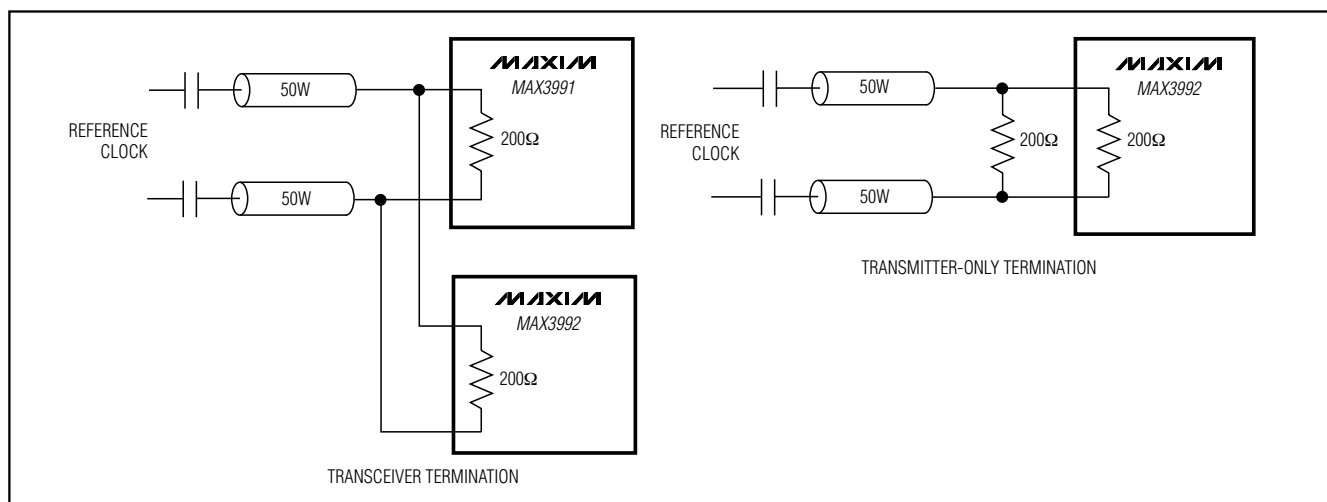 MAXIM
MAX3991
50W
200Ω
REFERENCE
CLOCK
50W
MAXIM
MAX3992
200Ω
TRANSCEIVER TERMINATION
MAXIM
MAX3992
50W
200Ω
200Ω
REFERENCE
CLOCK
50W
TRANSMITTER-ONLY TERMINATION